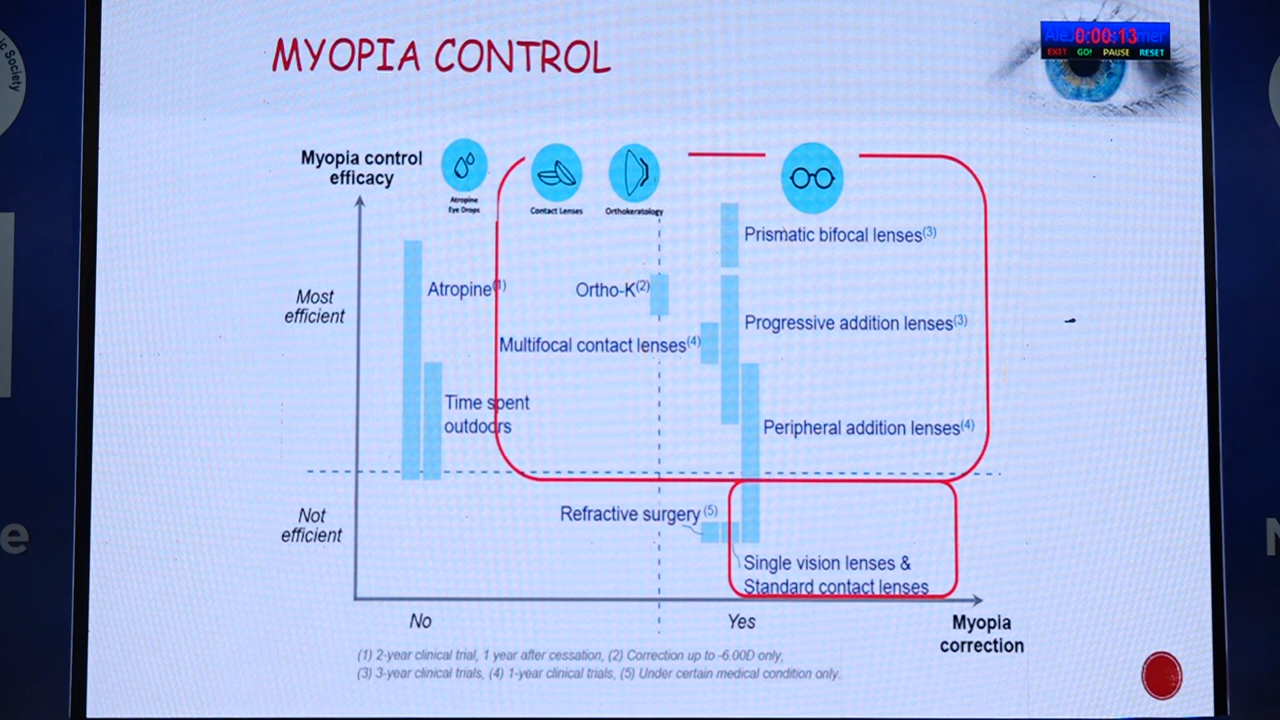 ic Society
MYOPIA CONTROL
0:00:13
EXIT GO! PAUSE RESET
Myopia control
efficacy
Atropine
Eye Drops
Contact Lenses
Orthokeratology
Prismatic bifocal lenses(3)
Most
efficient
Atropine(1)
Ortho-K(2)
Progressive addition lenses(3)
Multifocal contact lenses(4)
Time spent
outdoors
Peripheral addition lenses(4)
Not
efficient
Refractive surgery (5)
Single vision lenses &
Standard contact lenses
No
Yes
Myopia
correction
(1) 2-year clinical trial, 1 year after cessation, (2) Correction up to -6.00D only,
(3) 3-year clinical trials, (4) 1-year clinical trials, (5) Under certain medical condition only.
e
N